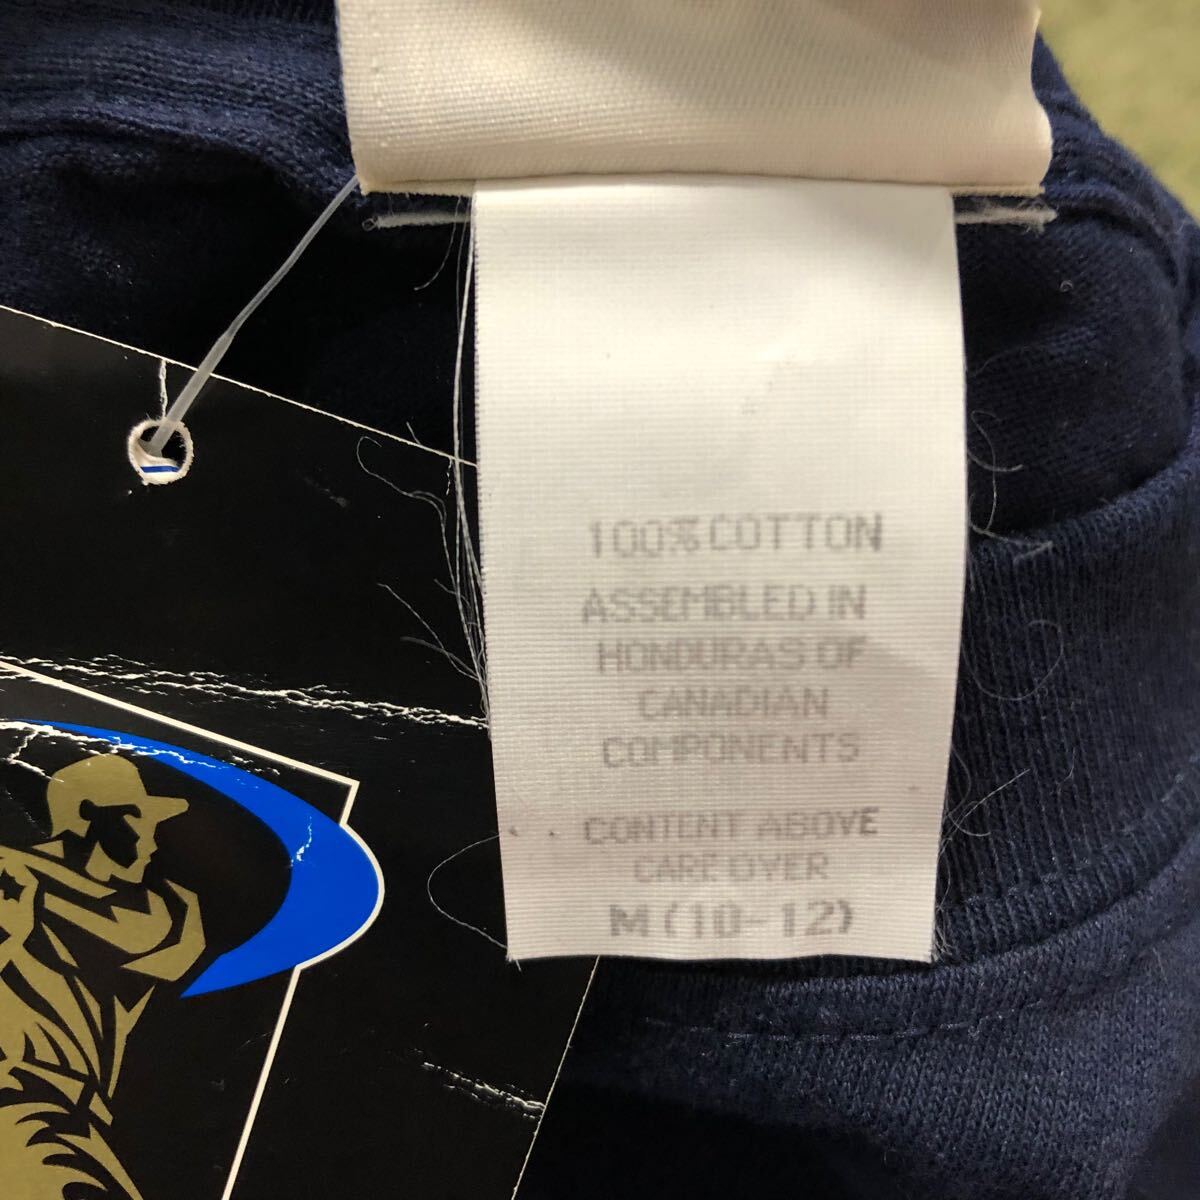 100% COTTON
ASSEMBLED IN
HONDURAS OF
CANADIAN
COMPONENTS
CONTENT ABOVE
CARE OVER
M (10-12)